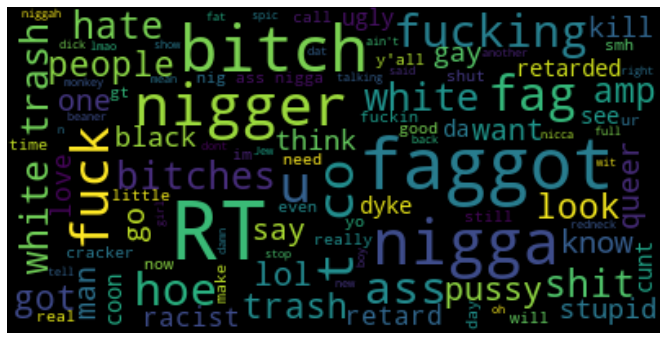 niggah
hate
fat
spic
bitch
call
ugly
fucking
kill
people
dick
lmao
show
dat
ain't
another
y'all
gay
smh
monkey
mean
nig
ass nigga
talking
said
shut
retarded
right
white trash
one
gt
nigger
white
fag
amp
beaner
fuckin
see
ur
time
n
fuck
black
think
good
da
want
nicca
full
love
bitches
dont
Jew
im
need
u
back
faggot
wit
queer
go
little
RT
even
t co
dyke
look
redneck
girl
say
yo
really
still
nigga
know
cracker
damn
stop
boy
cunt
got
man
tell
now
make
lol
new
ass
pussy
shit
real
coon
hoe
racist
trash
retard
day
oh
will
stupid